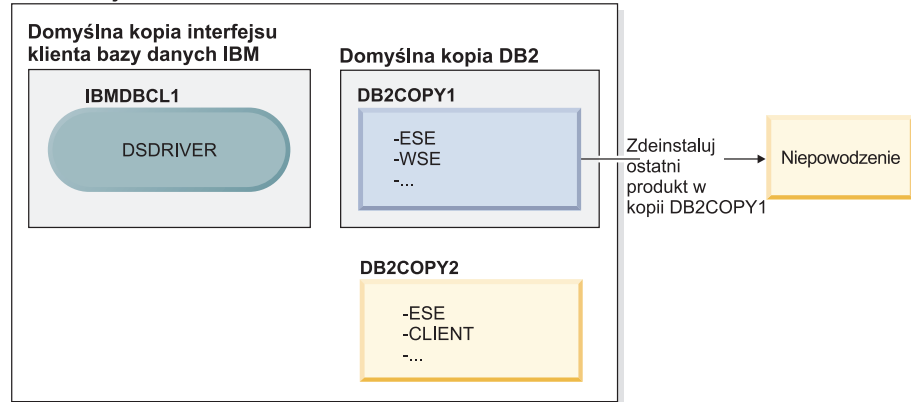 Domyślna kopia interfejsu
klienta bazy danych IBM
IBMDBCL1
DSDRIVER
Domyślna kopia DB2
DB2COPY1
-ESE
-WSE
-...
Zdeinstaluj
ostatni
produkt w
kopii DB2COPY1
Niepowodzenie
DB2COPY2
-ESE
-CLIENT
-...